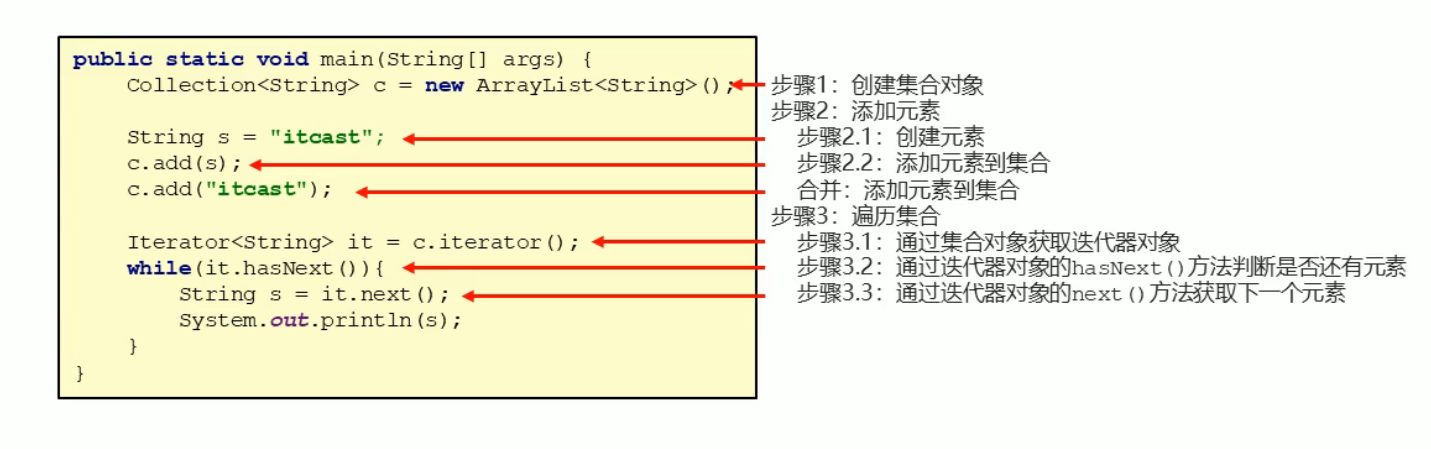 public static void main(String[] args) {
Collection<String> c = new ArrayList<String>();
步骤1：创建集合对象
步骤2：添加元素
String s = "itcast";
步骤2.1：创建元素
c.add(s);
步骤2.2：添加元素到集合
c.add("itcast");
合并：添加元素到集合
步骤3：遍历集合
Iterator<String> it = c.iterator();
步骤3.1：通过集合对象获取迭代器对象
while(it.hasNext()){
步骤3.2：通过迭代器对象的hasNext()方法判断是否还有元素
String s = it.next();
步骤3.3：通过迭代器对象的next()方法获取下一个元素
System.out.println(s);
}
}